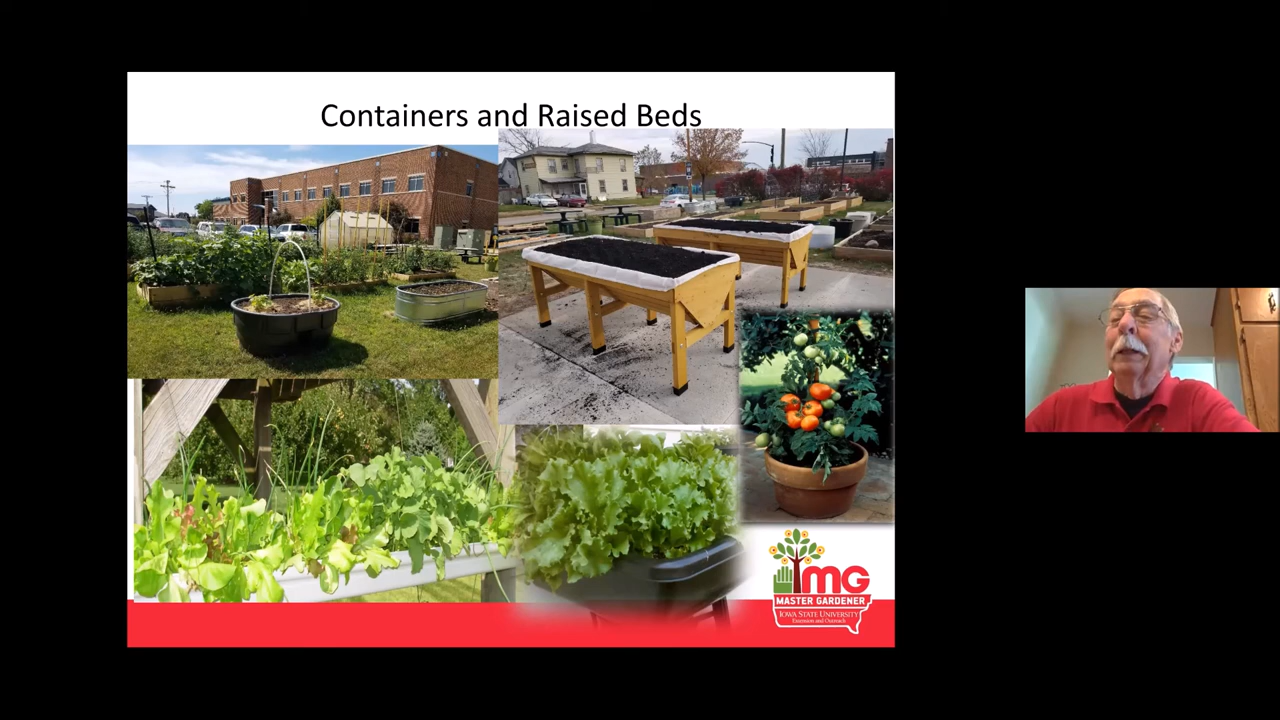 Containers and Raised Beds
MG
MASTER GARDENER
IOWA STATE UNIVERSITY
Extension and Outreach